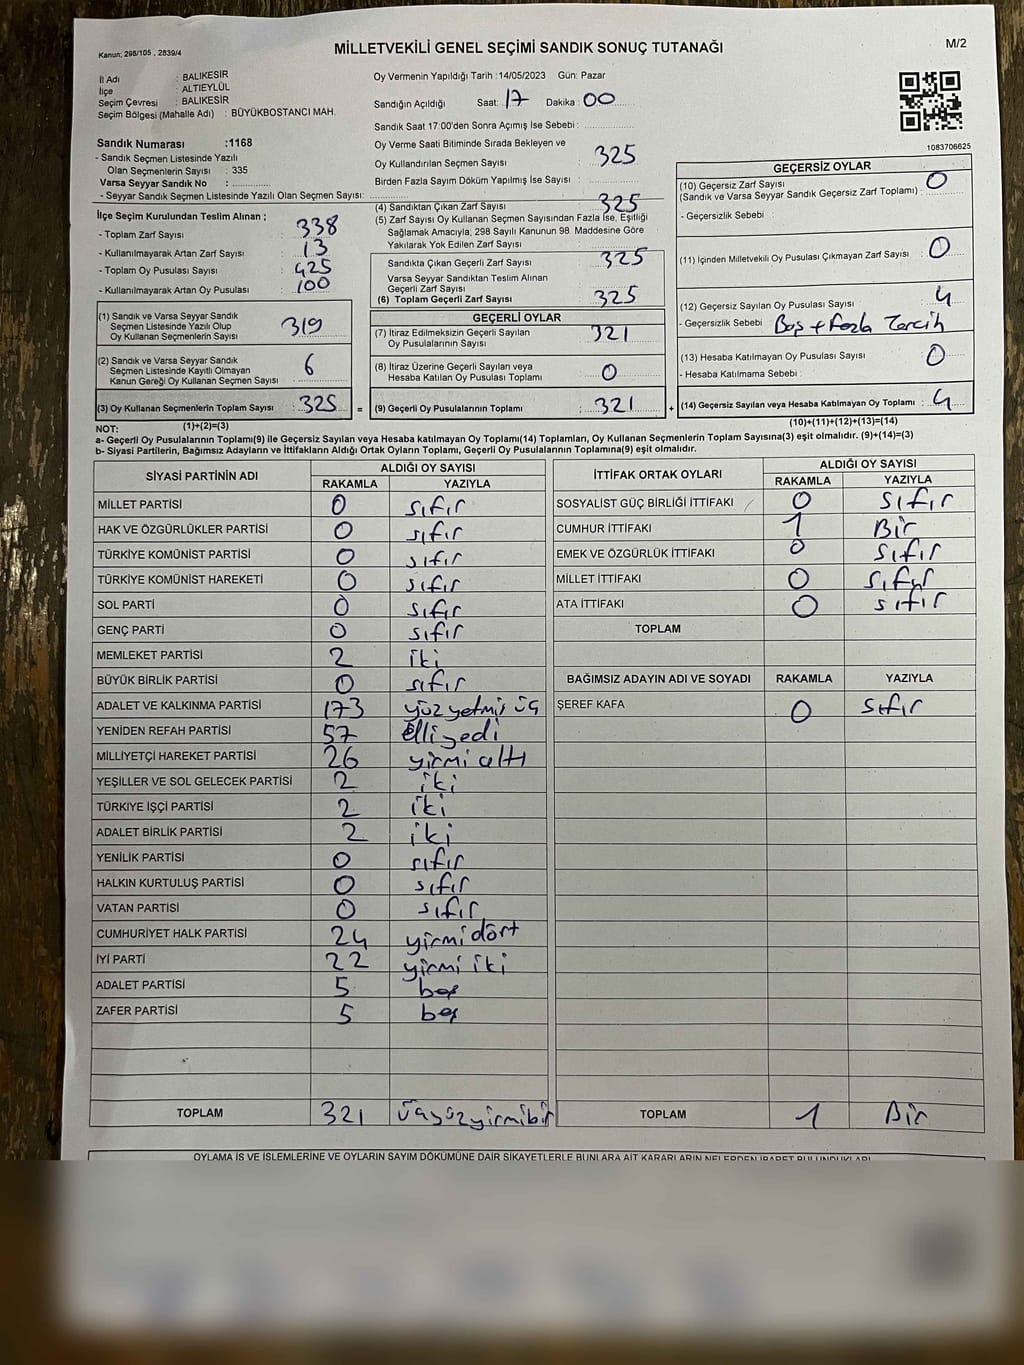 Kanun; 298/105 , 2839/4
MİLLETVEKİLİ GENEL SEÇİMİ SANDIK SONUÇ TUTANAĞI
M/2
İl Adı : BALIKESİR
İlçe : ALTIEYLÜL
Seçim Çevresi : BALIKESİR
Seçim Bölgesi (Mahalle Adı) : BÜYÜKBOSTANCI MAH.
Oy Vermenin Yapıldığı Tarih : 14/05/2023 Gün: Pazar
Sandığın Açıldığı Saat: 17 Dakika : 00
Sandık Saat 17:00'den Sonra Açımış İse Sebebi :
1083706625
Sandık Numarası :1168
- Sandık Seçmen Listesinde Yazılı
Olan Seçmenlerin Sayısı : 335
Varsa Seyyar Sandık No :
- Seyyar Sandık Seçmen Listesinde Yazılı Olan Seçmen Sayısı:
Oy Verme Saati Bitiminde Sırada Bekleyen ve
Oy Kullandırılan Seçmen Sayısı : 325
Birden Fazla Sayım Döküm Yapılmış İse Sayısı :
İlçe Seçim Kurulundan Teslim Alınan ;
- Toplam Zarf Sayısı : 338
- Kullanılmayarak Artan Zarf Sayısı : 13
- Toplam Oy Pusulası Sayısı : 425
- Kullanılmayarak Artan Oy Pusulası : 100
(4) Sandıktan Çıkan Zarf Sayısı : 325
(5) Zarf Sayısı Oy Kullanan Seçmen Sayısından Fazla İse, Eşitliği
Sağlamak Amacıyla; 298 Sayılı Kanunun 98. Maddesine Göre
Yakılarak Yok Edilen Zarf Sayısı :
Sandıkta Çıkan Geçerli Zarf Sayısı : 325
Varsa Seyyar Sandıktan Teslim Alınan
Geçerli Zarf Sayısı :
(6) Toplam Geçerli Zarf Sayısı : 325
GEÇERSİZ OYLAR
(10) Geçersiz Zarf Sayısı : 0
(Sandık ve Varsa Seyyar Sandık Geçersiz Zarf Toplamı)
- Geçersizlik Sebebi :
(11) İçinden Milletvekili Oy Pusulası Çıkmayan Zarf Sayısı : 0
(12) Geçersiz Sayılan Oy Pusulası Sayısı : 4
- Geçersizlik Sebebi : Boş + Fazla Tercih
(13) Hesaba Katılmayan Oy Pusulası Sayısı : 0
- Hesaba Katılmama Sebebi :
(14) Geçersiz Sayılan veya Hesaba Katılmayan Oy Toplamı : 4
(10)+(11)+(12)+(13)=(14)
(1) Sandık ve Varsa Seyyar Sandık
Seçmen Listesinde Yazılı Olup
Oy Kullanan Seçmenlerin Sayısı : 319
(2) Sandık ve Varsa Seyyar Sandık
Seçmen Listesinde Kayıtlı Olmayan
Kanun Gereği Oy Kullanan Seçmen Sayısı : 6
(3) Oy Kullanan Seçmenlerin Toplam Sayısı : 325
(1)+(2)=(3)
GEÇERLİ OYLAR
(7) İtiraz Edilmeksizin Geçerli Sayılan
Oy Pusulalarının Sayısı : 321
(8) İtiraz Üzerine Geçerli Sayılan veya
Hesaba Katılan Oy Pusulası Toplamı : 0
= (9) Geçerli Oy Pusulalarının Toplamı : 321 +
NOT:
a- Geçerli Oy Pusulalarının Toplamı(9) ile Geçersiz Sayılan veya Hesaba katılmayan Oy Toplamı(14) Toplamları, Oy Kullanan Seçmenlerin Toplam Sayısına(3) eşit olmalıdır. (9)+(14)=(3)
b- Siyasi Partilerin, Bağımsız Adayların ve İttifakların Aldığı Oyların Toplamı, Geçerli Oy Pusulalarının Toplamına(9) eşit olmalıdır.
SİYASİ PARTİNİN ADI ALDIĞI OY SAYISI
RAKAMLA YAZIYLA
MİLLET PARTİSİ 0 sıfır
HAK VE ÖZGÜRLÜKLER PARTİSİ 0 sıfır
TÜRKİYE KOMÜNİST PARTİSİ 0 sıfır
TÜRKİYE KOMÜNİST HAREKETİ 0 sıfır
SOL PARTİ 0 sıfır
GENÇ PARTİ 0 sıfır
MEMLEKET PARTİSİ 2 iki
BÜYÜK BİRLİK PARTİSİ 0 sıfır
ADALET VE KALKINMA PARTİSİ 173 yüzyetmiş üç
YENİDEN REFAH PARTİSİ 57 elliyedi
MİLLİYETÇİ HAREKET PARTİSİ 26 yirmi altı
YEŞİLLER VE SOL GELECEK PARTİSİ 2 iki
TÜRKİYE İŞÇİ PARTİSİ 2 iki
ADALET BİRLİK PARTİSİ 2 iki
YENİLİK PARTİSİ 0 sıfır
HALKIN KURTULUŞ PARTİSİ 0 sıfır
VATAN PARTİSİ 0 sıfır
CUMHURİYET HALK PARTİSİ 24 yirmi dört
İYİ PARTİ 22 yirmi iki
ADALET PARTİSİ 5 beş
ZAFER PARTİSİ 5 beş
TOPLAM 321 üçyüzyirmibir
İTTİFAK ORTAK OYLARI ALDIĞI OY SAYISI
RAKAMLA YAZIYLA
SOSYALİST GÜÇ BİRLİĞİ İTTİFAKI 0 sıfır
CUMHUR İTTİFAKI 1 Bir
EMEK VE ÖZGÜRLÜK İTTİFAKI 0 sıfır
MİLLET İTTİFAKI 0 sıfır
ATA İTTİFAKI 0 sıfır
TOPLAM
BAĞIMSIZ ADAYIN ADI VE SOYADI RAKAMLA YAZIYLA
ŞEREF KAFA 0 sıfır
TOPLAM 1 Bir
OYLAMA İŞ VE İŞLEMLERİNE VE OYLARIN SAYIM DÖKÜMÜNE DAİR ŞİKAYETLERLE BUNLARA AİT KARARLARIN NELERDEN İBARET BULUNDUKLARI